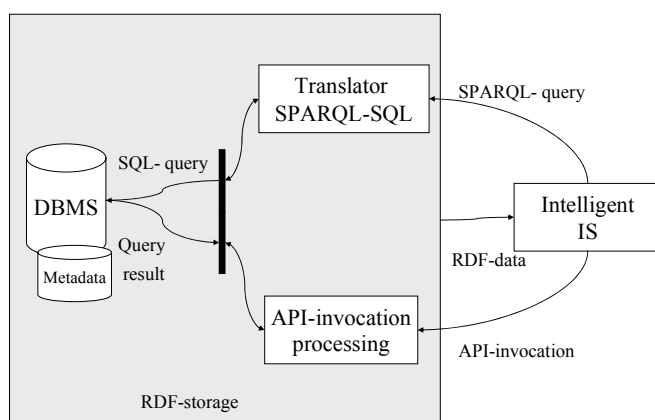 Translator
SPARQL-SQL
SPARQL- query
SQL- query
DBMS
Query
result
Metadata
Intelligent
IS
RDF-data
API-invocation
processing
API-invocation
RDF-storage